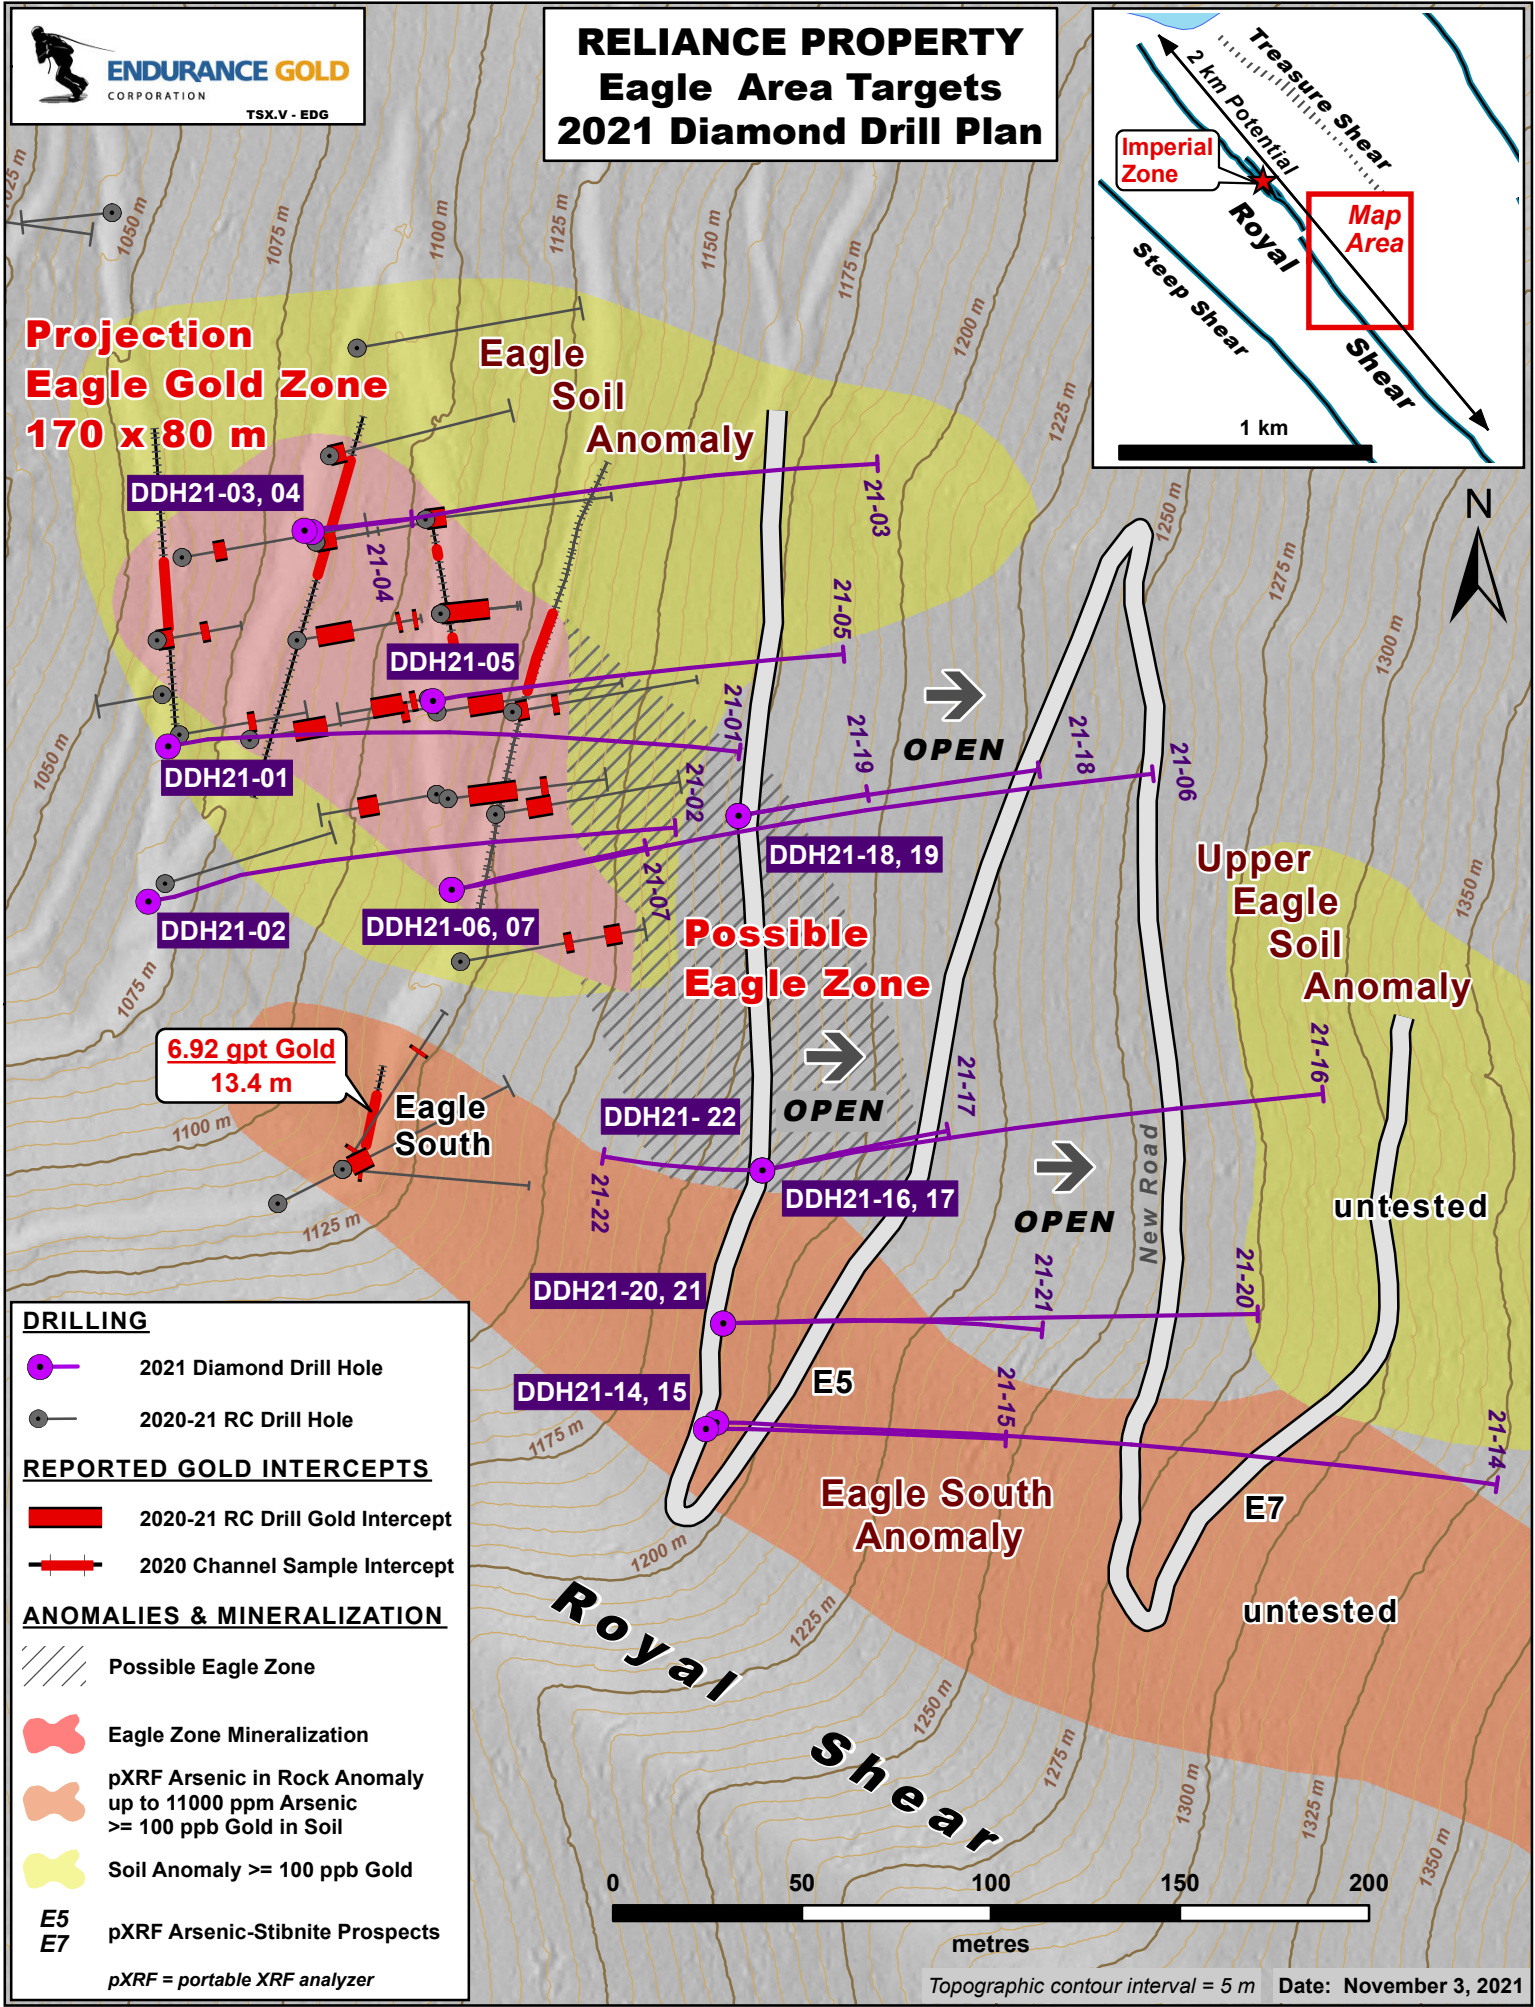 ENDURANCE GOLD
CORPORATION
TSX.V - EDG
RELIANCE PROPERTY
Eagle Area Targets
2021 Diamond Drill Plan
Treasure Shear
2 km Potential
Imperial
Zone
Map
Area
Royal
Shear
Steep Shear
1 km
N
1050 m
1075 m
1100 m
1125 m
1150 m
1175 m
1200 m
1225 m
1250 m
1275 m
1300 m
1350 m
Projection
Eagle Gold Zone
170 x 80 m
Eagle
Soil
Anomaly
DDH21-03, 04
21-03
21-04
21-05
DDH21-05
21-01
21-19
21-18
21-06
OPEN
DDH21-01
1050 m
21-02
DDH21-18, 19
21-07
DDH21-02
DDH21-06, 07
Possible
Eagle Zone
Upper
Eagle
Soil
Anomaly
1075 m
6.92 gpt Gold
13.4 m
Eagle
South
1100 m
1125 m
OPEN
21-16
21-17
DDH21- 22
DDH21-16, 17
21-22
OPEN
New Road
untested
DDH21-20, 21
21-21
21-20
DDH21-14, 15
E5
21-15
21-14
1175 m
Eagle South
Anomaly
E7
1200 m
untested
1225 m
Royal
Shear
1250 m
1275 m
1300 m
1325 m
1350 m
DRILLING
2021 Diamond Drill Hole
2020-21 RC Drill Hole
REPORTED GOLD INTERCEPTS
2020-21 RC Drill Gold Intercept
2020 Channel Sample Intercept
ANOMALIES & MINERALIZATION
Possible Eagle Zone
Eagle Zone Mineralization
pXRF Arsenic in Rock Anomaly
up to 11000 ppm Arsenic
>= 100 ppb Gold in Soil
Soil Anomaly >= 100 ppb Gold
E5
E7
pXRF Arsenic-Stibnite Prospects
pXRF = portable XRF analyzer
0 50 100 150 200
metres
Topographic contour interval = 5 m
Date: November 3, 2021